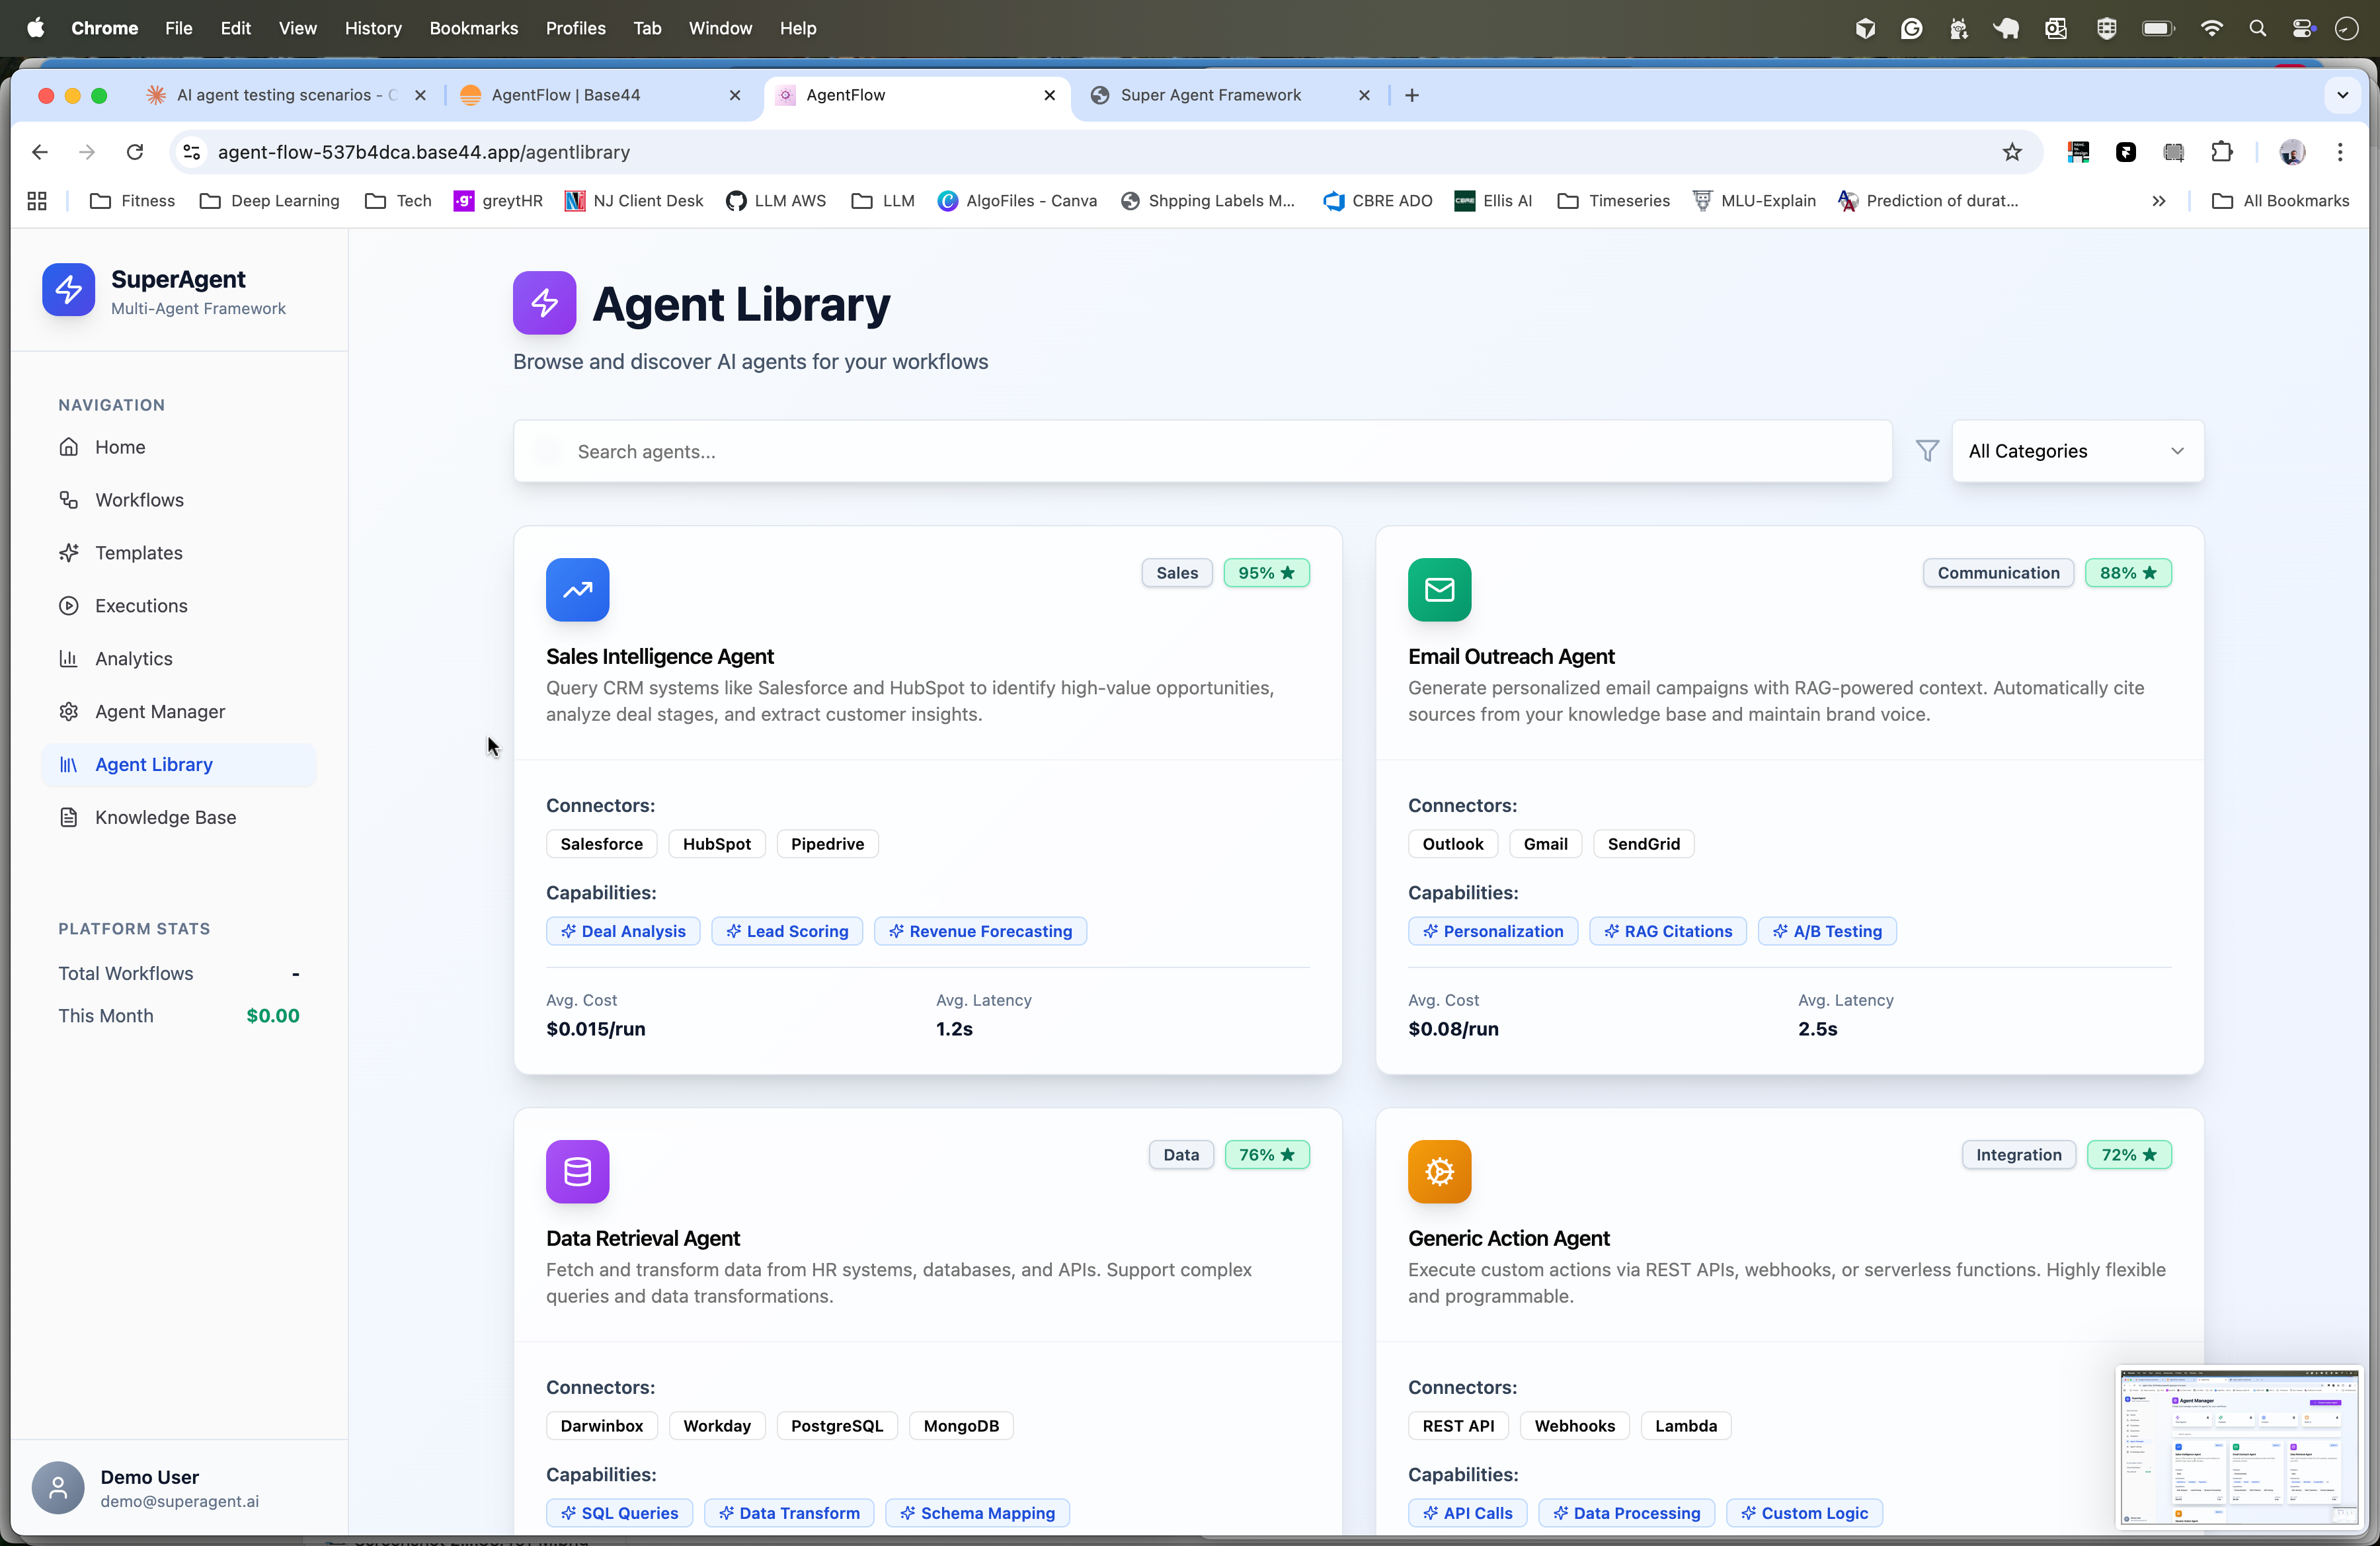 Chrome File Edit View History Bookmarks Profiles Tab Window Help
AI agent testing scenarios - C
AgentFlow | Base44
AgentFlow
Super Agent Framework
agent-flow-537b4dca.base44.app/agentlibrary
Fitness Deep Learning Tech greytHR NJ Client Desk LLM AWS LLM AlgoFiles - Canva Shpping Labels M... CBRE ADO Ellis AI Timeseries MLU-Explain Prediction of durat... All Bookmarks
SuperAgent
Multi-Agent Framework
NAVIGATION
Home
Workflows
Templates
Executions
Analytics
Agent Manager
Agent Library
Knowledge Base
PLATFORM STATS
Total Workflows -
This Month $0.00
Demo User
demo@superagent.ai
Agent Library
Browse and discover AI agents for your workflows
Search agents...
All Categories
Sales 95% ★
Sales Intelligence Agent
Query CRM systems like Salesforce and HubSpot to identify high-value opportunities,
analyze deal stages, and extract customer insights.
Connectors:
Salesforce HubSpot Pipedrive
Capabilities:
Deal Analysis Lead Scoring Revenue Forecasting
Avg. Cost Avg. Latency
$0.015/run 1.2s
Communication 88% ★
Email Outreach Agent
Generate personalized email campaigns with RAG-powered context. Automatically cite
sources from your knowledge base and maintain brand voice.
Connectors:
Outlook Gmail SendGrid
Capabilities:
Personalization RAG Citations A/B Testing
Avg. Cost Avg. Latency
$0.08/run 2.5s
Data 76% ★
Data Retrieval Agent
Fetch and transform data from HR systems, databases, and APIs. Support complex
queries and data transformations.
Connectors:
Darwinbox Workday PostgreSQL MongoDB
Capabilities:
SQL Queries Data Transform Schema Mapping
Integration 72% ★
Generic Action Agent
Execute custom actions via REST APIs, webhooks, or serverless functions. Highly flexible
and programmable.
Connectors:
REST API Webhooks Lambda
Capabilities:
API Calls Data Processing Custom Logic
Agent Manager